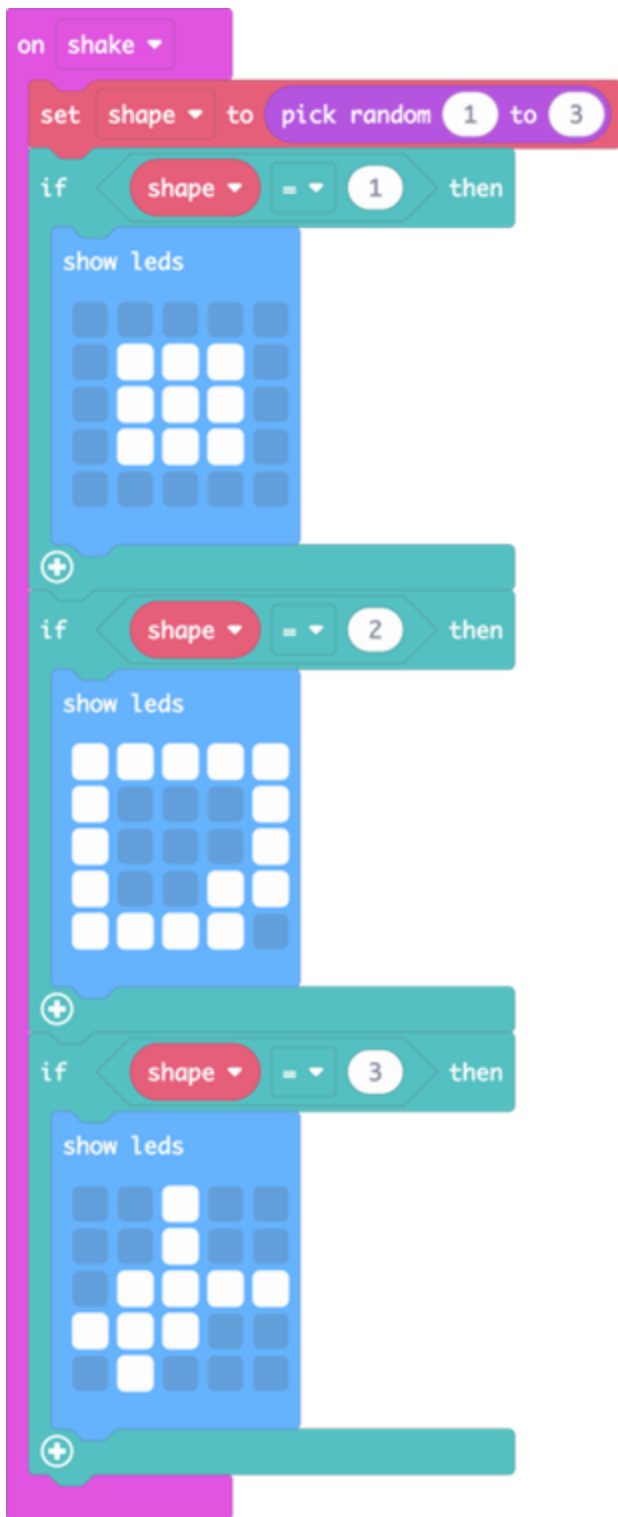 on shake
set shape to pick random 1 to 3
if shape = 1 then
show leds
if shape = 2 then
show leds
if shape = 3 then
show leds